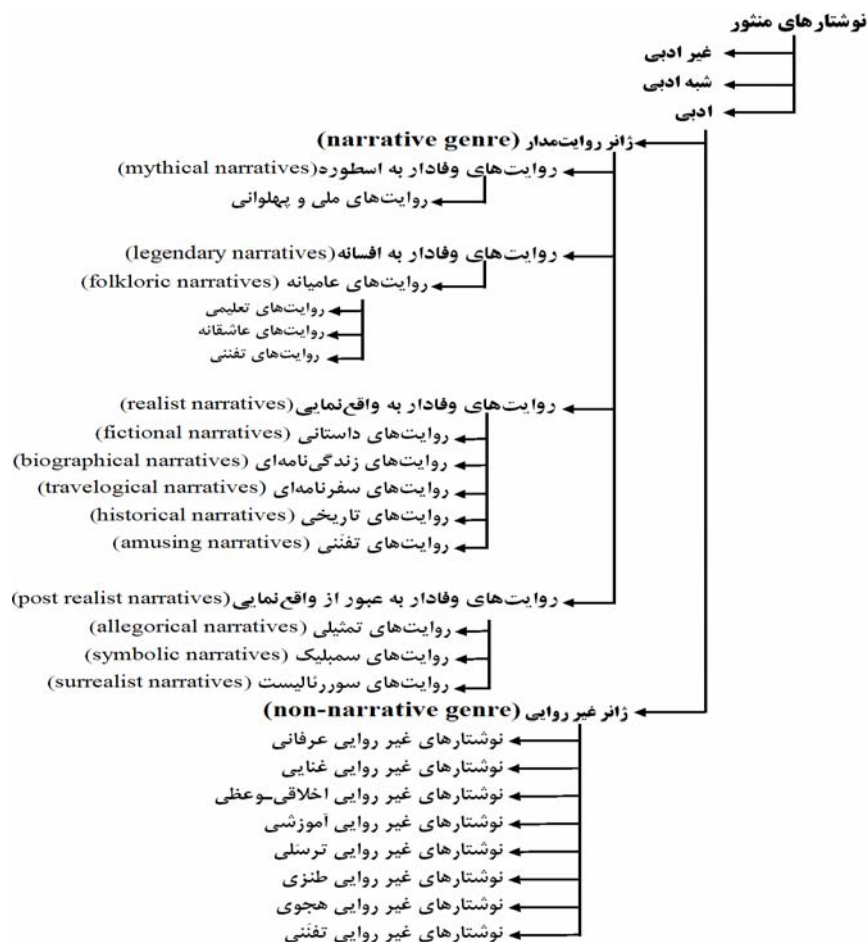 نوشتارهای منثور
غیر ادبی
شبه ادبی
ادبی
ژانر روایت‌مدار (narrative genre)
روایت‌های وفادار به اسطوره(mythical narratives)
روایت‌های ملی و پهلوانی
روایت‌های وفادار به افسانه(legendary narratives)
روایت‌های عامیانه (folkloric narratives)
روایت‌های تعلیمی
روایت‌های عاشقانه
روایت‌های تفننی
روایت‌های وفادار به واقع‌نمایی(realist narratives)
روایت‌های داستانی (fictional narratives)
روایت‌های زندگی‌نامه‌ای (biographical narratives)
روایت‌های سفرنامه‌ای (travelogical narratives)
روایت‌های تاریخی (historical narratives)
روایت‌های تفنّنی (amusing narratives)
روایت‌های وفادار به عبور از واقع‌نمایی(post realist narratives)
روایت‌های تمثیلی (allegorical narratives)
روایت‌های سمبلیک (symbolic narratives)
روایت‌های سوررئالیست (surrealist narratives)
ژانر غیر روایی (non-narrative genre)
نوشتارهای غیر روایی عرفانی
نوشتارهای غیر روایی غنایی
نوشتارهای غیر روایی اخلاقی-وعظی
نوشتارهای غیر روایی آموزشی
نوشتارهای غیر روایی ترسّلی
نوشتارهای غیر روایی طنزی
نوشتارهای غیر روایی هجوی
نوشتارهای غیر روایی تفنّنی